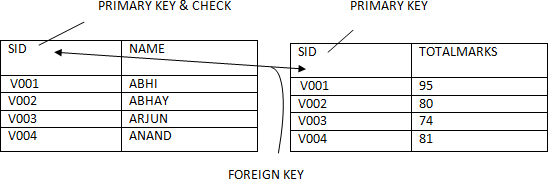 PRIMARY KEY & CHECK PRIMARY KEY
SID NAME
V001 ABHI
V002 ABHAY
V003 ARJUN
V004 ANAND
SID TOTALMARKS
V001 95
V002 80
V003 74
V004 81
FOREIGN KEY